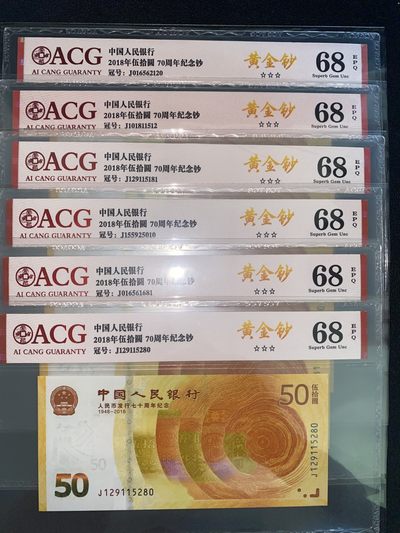 ACG
AI CANG GUARANTY
中国人民银行
2018年伍拾圆 70周年纪念钞
冠号: J016562120
黄金钞
☆☆☆
68
EPQ
Superb Gem Unc
ACG
AI CANG GUARANTY
中国人民银行
2018年伍拾圆 70周年纪念钞
冠号: J101811512
黄金钞
☆☆☆
68
EPQ
Superb Gem Unc
ACG
AI CANG GUARANTY
中国人民银行
2018年伍拾圆 70周年纪念钞
冠号: J129115181
黄金钞
☆☆☆
68
EPQ
Superb Gem Unc
ACG
AI CANG GUARANTY
中国人民银行
2018年伍拾圆 70周年纪念钞
冠号: J155925010
黄金钞
☆☆☆
68
EPQ
Superb Gem Unc
ACG
AI CANG GUARANTY
中国人民银行
2018年伍拾圆 70周年纪念钞
冠号: J016561681
黄金钞
☆☆☆
68
EPQ
Superb Gem Unc
ACG
AI CANG GUARANTY
中国人民银行
2018年伍拾圆 70周年纪念钞
冠号: J129115280
黄金钞
☆☆☆
68
EPQ
Superb Gem Unc
中国人民银行
人民币发行七十周年纪念
1948-2018
50 伍拾圆
50
50
J129115280
J129115280